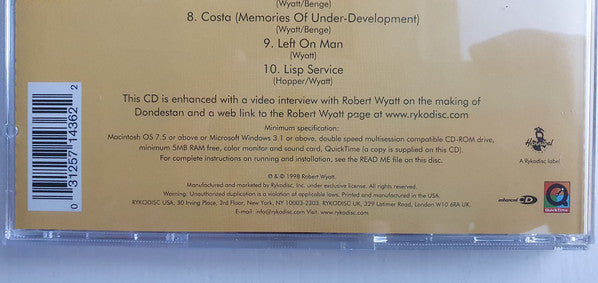 (Wyatt/Benge)
8. Costa (Memories Of Under-Development)
(Wyatt/Benge)
9. Left On Man
(Wyatt)
10. Lisp Service
(Hopper/Wyatt)
This CD is enhanced with a video interview with Robert Wyatt on the making of
Dondestan and a web link to the Robert Wyatt page at www.rykodisc.com
Minimum specification:
Macintosh OS 7.5 or above or Microsoft Windows 3.1 or above, double speed multisession compatible CD-ROM drive,
minimum 5MB RAM free, color monitor and sound card, QuickTime (a copy is supplied on this CD).
For complete instructions on running and installation, see the READ ME file on this disc.
℗ & © 1998 Robert Wyatt.
Manufactured and marketed by Rykodisc, Inc. under exclusive license. All rights reserved.
Warning: Unauthorized duplication is a violation of applicable laws. Printed and manufactured in the USA.
RYKODISC USA, 30 Irving Place, 3rd Floor, New York, NY 10003-2303. RYKODISC UK, 329 Latimer Road, London W10 6RA UK
E-mail: info@rykodisc.com Visit: www.rykodisc.com
0 31257 14362 2
Hannibal
A Rykodisc label
enhanced CD
QuickTime